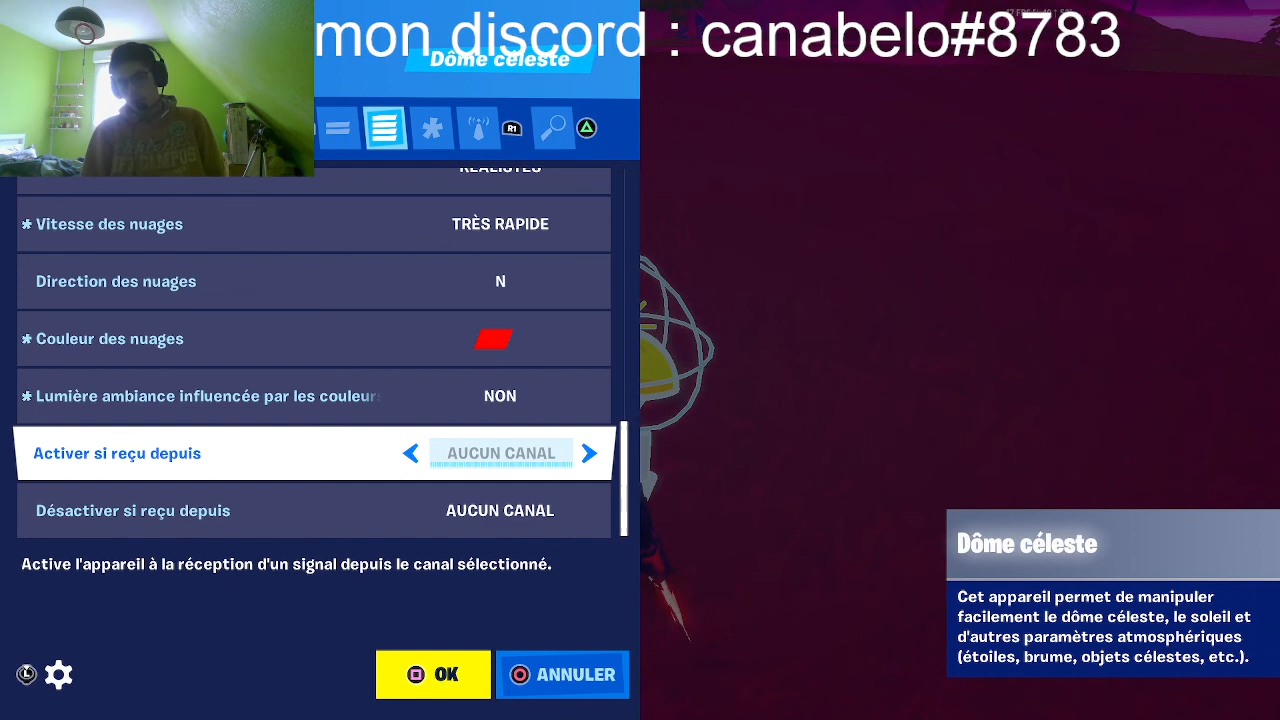 mon discord : canabelo#8783
Dôme céleste
R1
RÉALISTES
* Vitesse des nuages TRÈS RAPIDE
Direction des nuages N
* Couleur des nuages
* Lumière ambiance influencée par les couleur
NON
Activer si reçu depuis AUCUN CANAL
Désactiver si reçu depuis AUCUN CANAL
Active l'appareil à la réception d'un signal depuis le canal sélectionné.
L
OK
ANNULER
Dôme céleste
Cet appareil permet de manipuler
facilement le dôme céleste, le soleil et
d'autres paramètres atmosphériques
(étoiles, brume, objets célestes, etc.).